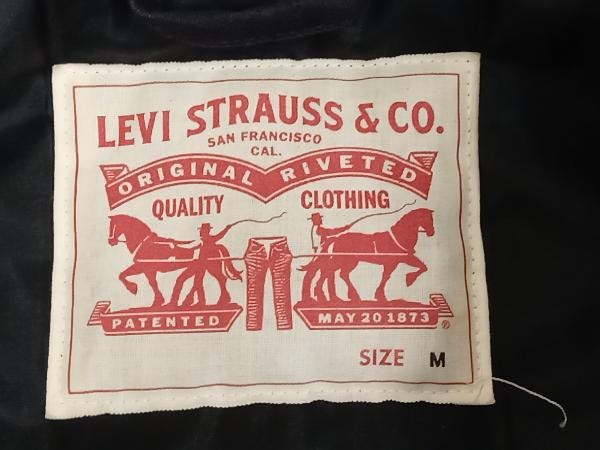 LEVI STRAUSS & CO.
SAN FRANCISCO
CAL.
ORIGINAL RIVETED
QUALITY CLOTHING
PATENTED MAY 20 1873 ®
SIZE M